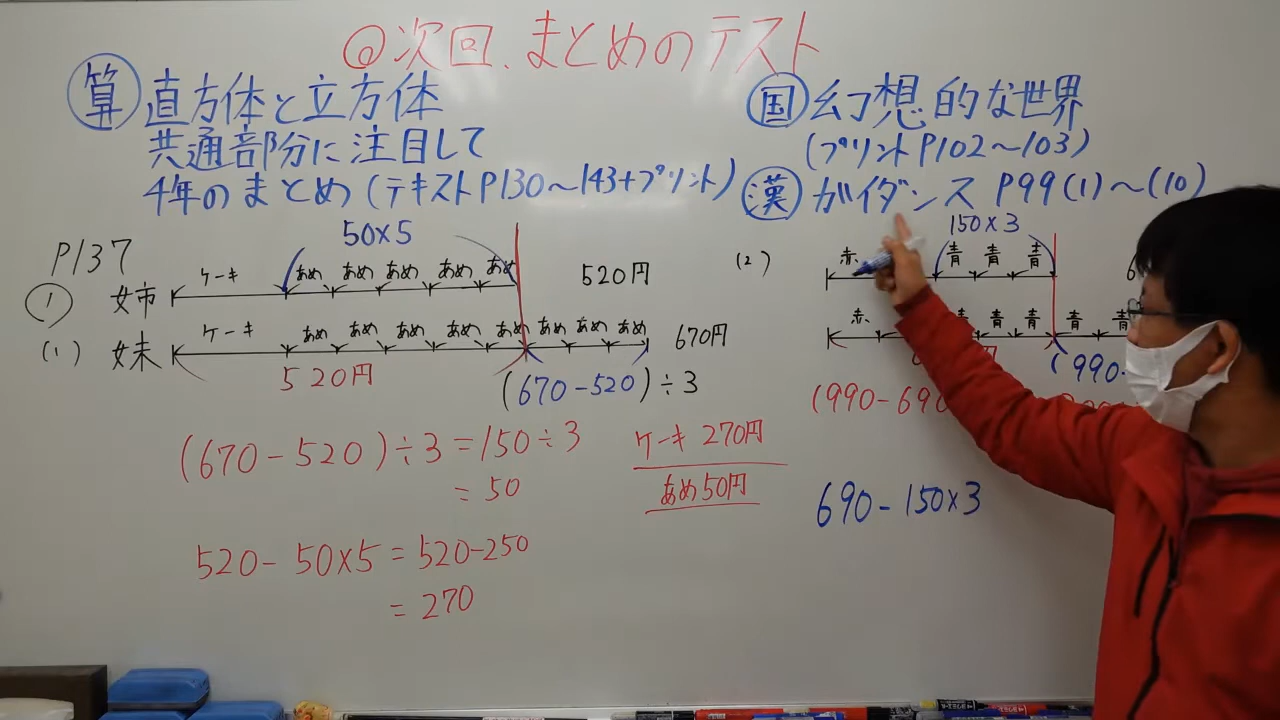 @次回、まとめのテスト
算 直方体と立方体
共通部分に注目して
4年のまとめ(テキストP130〜143+プリント)
国 幻想的な世界
(プリントP102〜103)
漢 ガイダンス P99(1)〜(10)
P137
① 
(1)
50×5
姉 ケーキ あめ あめ あめ あめ あめ 520円
妹 ケーキ あめ あめ あめ あめ あめ あめ あめ あめ 670円
520円
(670-520)÷3
(670-520)÷3=150÷3
=50
520-50×5=520-250
=270
ケーキ 270円
あめ50円
(2)
150×3
赤 青 青 青 6
赤 青 青 青 青 青
円
(990-
(990-690
690-150×3